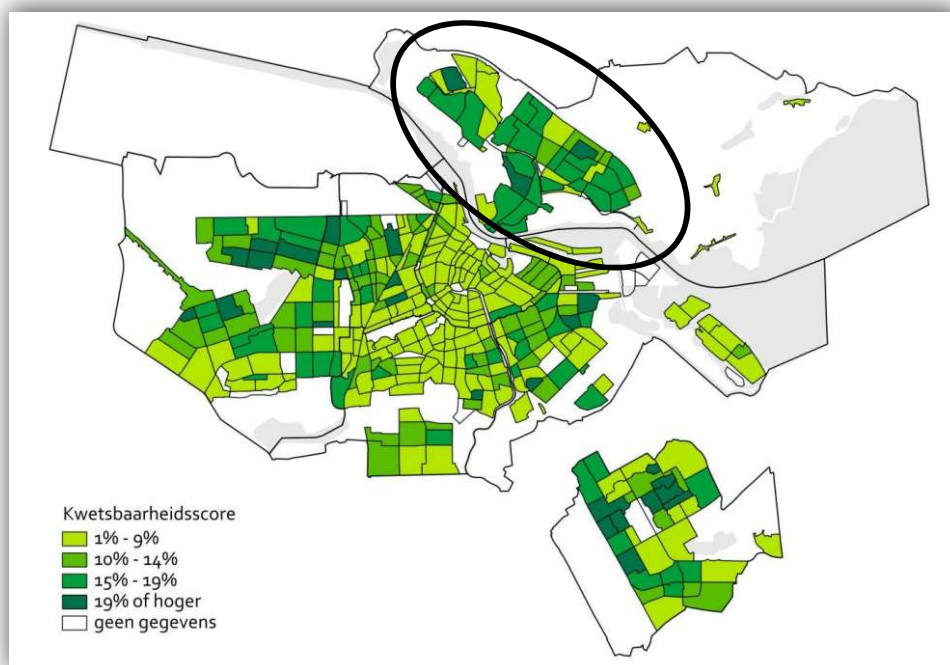 Kwetsbaarheidsscore
1% - 9%
10% - 14%
15% - 19%
19% of hoger
geen gegevens